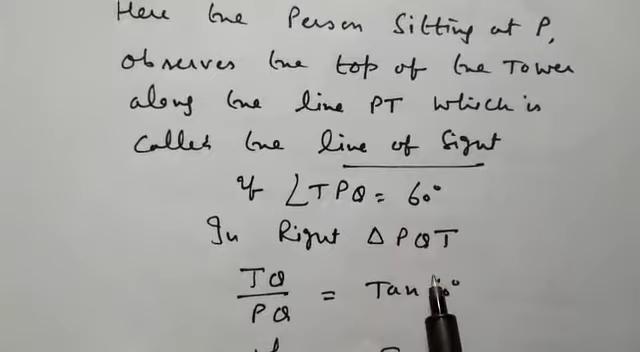 Here the Person Sitting at P,
observes the top of the Tower
along the line PT which is
called the line of Sight
If ∠TPQ = 60°
In Right Δ PQT
TQ
PQ = Tan 0°